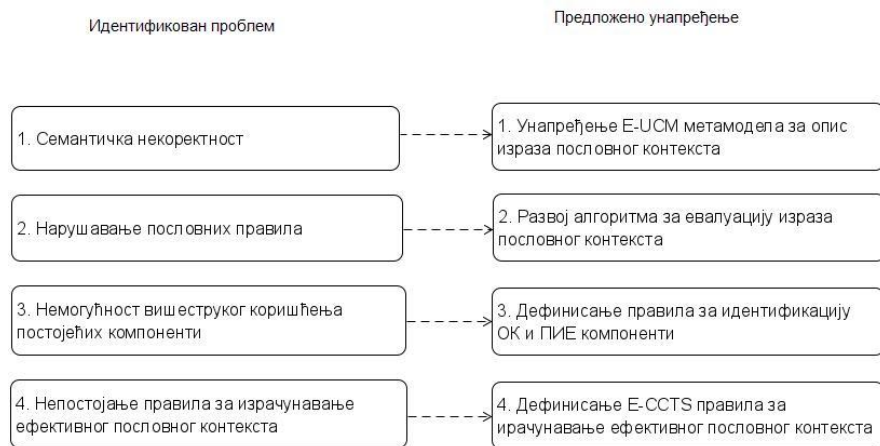 Идентификован проблем
Предложено унапређење
1. Семантичка некоректност
1. Унапређење E-UCM метамодела за опис
израза пословног контекста
2. Нарушавање пословних правила
2. Развој алгоритма за евалуацију израза
пословног контекста
3. Немогућност вишеструког коришћења
постојећих компоненти
3. Дефинисање правила за идентификацију
ОК и ПИЕ компоненти
4. Непостојање правила за израчунавање
ефективног пословног контекста
4. Дефинисање E-CCTS правила за
ирачунавање ефективног пословног контекста